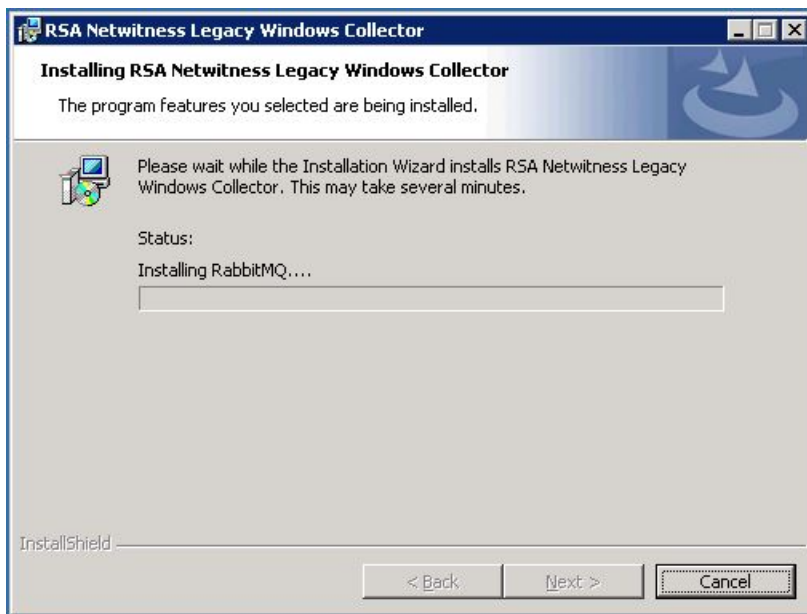 RSA Netwitness Legacy Windows Collector
Installing RSA Netwitness Legacy Windows Collector
The program features you selected are being installed.
Please wait while the Installation Wizard installs RSA Netwitness Legacy
Windows Collector. This may take several minutes.
Status:
Installing RabbitMQ....
InstallShield
< Back Next > Cancel